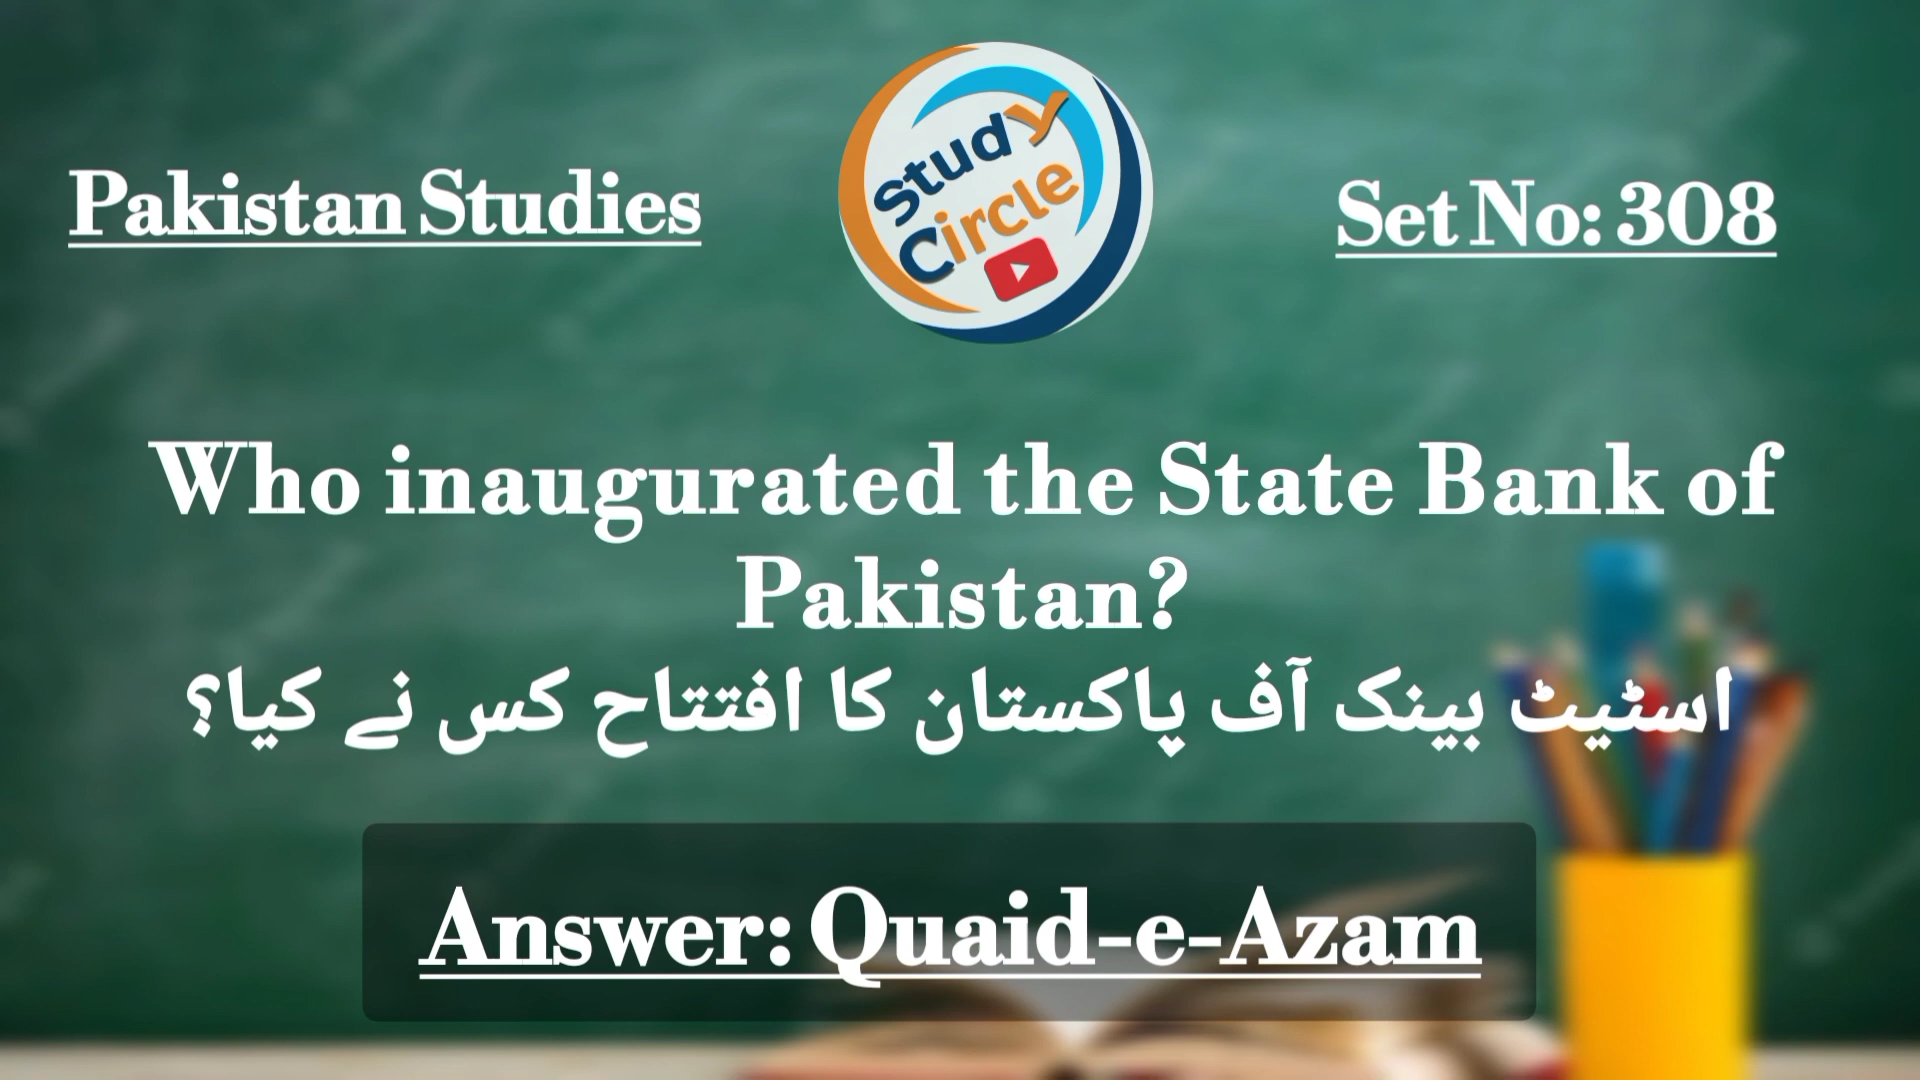 Pakistan Studies
Study
Circle
Set No: 308
Who inaugurated the State Bank of
Pakistan?
اسٹیٹ بینک آف پاکستان کا افتتاح کس نے کیا؟
Answer: Quaid-e-Azam